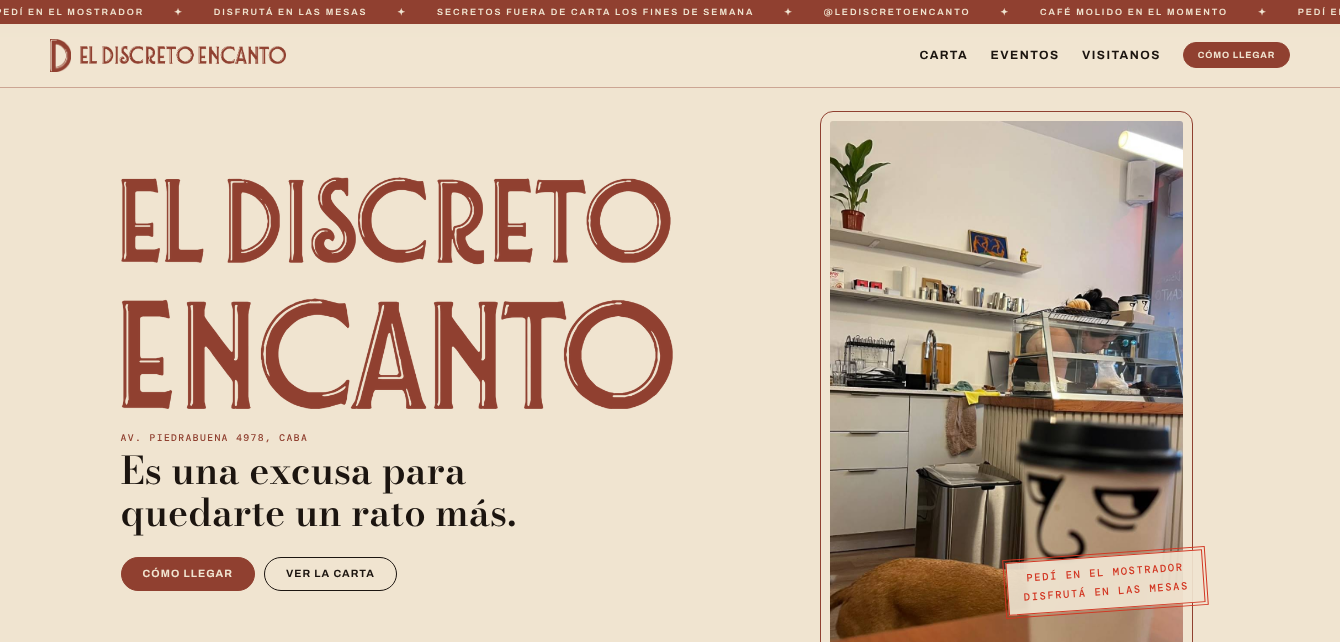 PEDÍ EN EL MOSTRADOR ✦ DISFRUTÁ EN LAS MESAS ✦ SECRETOS FUERA DE CARTA LOS FINES DE SEMANA ✦ @LEDISCRETOENCANTO ✦ CAFÉ MOLIDO EN EL MOMENTO ✦ PEDÍ
EL DISCRETO ENCANTO
CARTA EVENTOS VISITANOS CÓMO LLEGAR
EL DISCRETO
ENCANTO
AV. PIEDRABUENA 4978, CABA
Es una excusa para
quedarte un rato más.
CÓMO LLEGAR VER LA CARTA
PEDÍ EN EL MOSTRADOR
DISFRUTÁ EN LAS MESAS